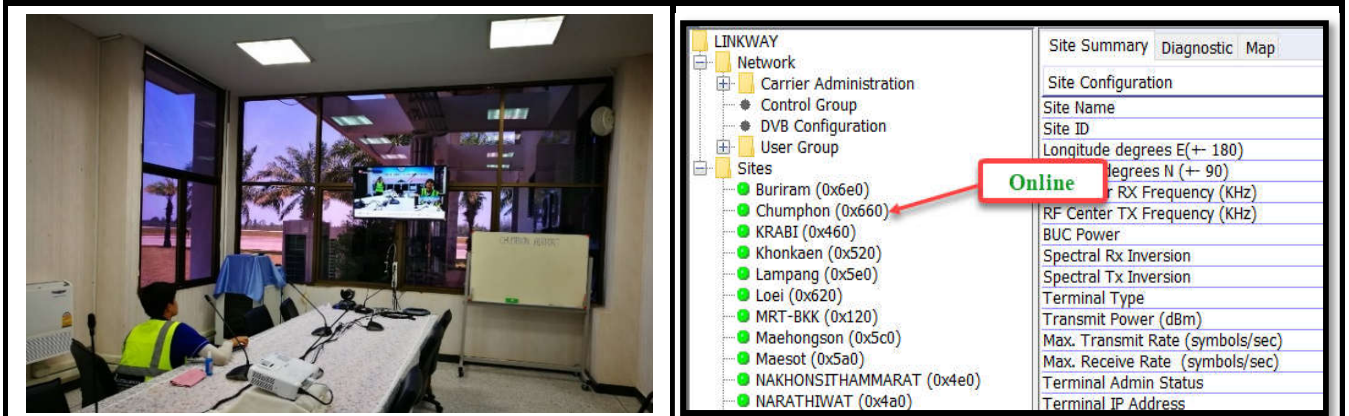 CHUMPHON AIRPORT
LINKWAY
Network
Carrier Administration
Control Group
DVB Configuration
User Group
Sites
Buriram (0x6e0)
Chumphon (0x660)
KRABI (0x460)
Khonkaen (0x520)
Lampang (0x5e0)
Loei (0x620)
MRT-BKK (0x120)
Maehongson (0x5c0)
Maesot (0x5a0)
NAKHONSITHAMMARAT (0x4e0)
NARATHIWAT (0x4a0)
Online
Site Summary Diagnostic Map
Site Configuration
Site Name
Site ID
Longitude degrees E(+- 180)
degrees N (+- 90)
RX Frequency (KHz)
RF Center TX Frequency (KHz)
BUC Power
Spectral Rx Inversion
Spectral Tx Inversion
Terminal Type
Transmit Power (dBm)
Max. Transmit Rate (symbols/sec)
Max. Receive Rate (symbols/sec)
Terminal Admin Status
Terminal IP Address